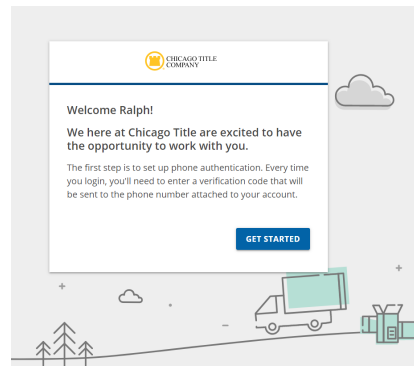 CHICAGO TITLE
COMPANY
Welcome Ralph!
We here at Chicago Title are excited to have
the opportunity to work with you.
The first step is to set up phone authentication. Every time
you login, you'll need to enter a verification code that will
be sent to the phone number attached to your account.
GET STARTED